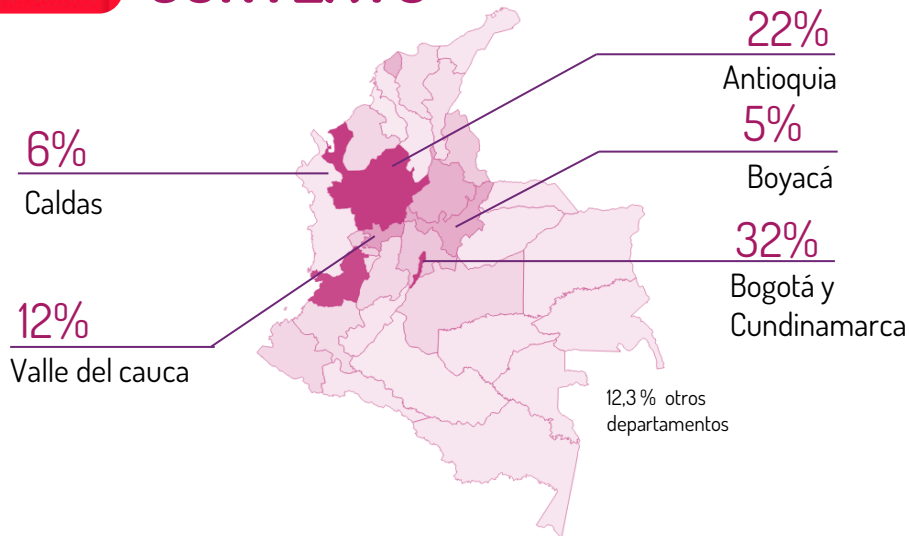 22%
Antioquia
5%
Boyacá
6%
Caldas
32%
Bogotá y
Cundinamarca
12%
Valle del cauca
12,3 % otros
departamentos